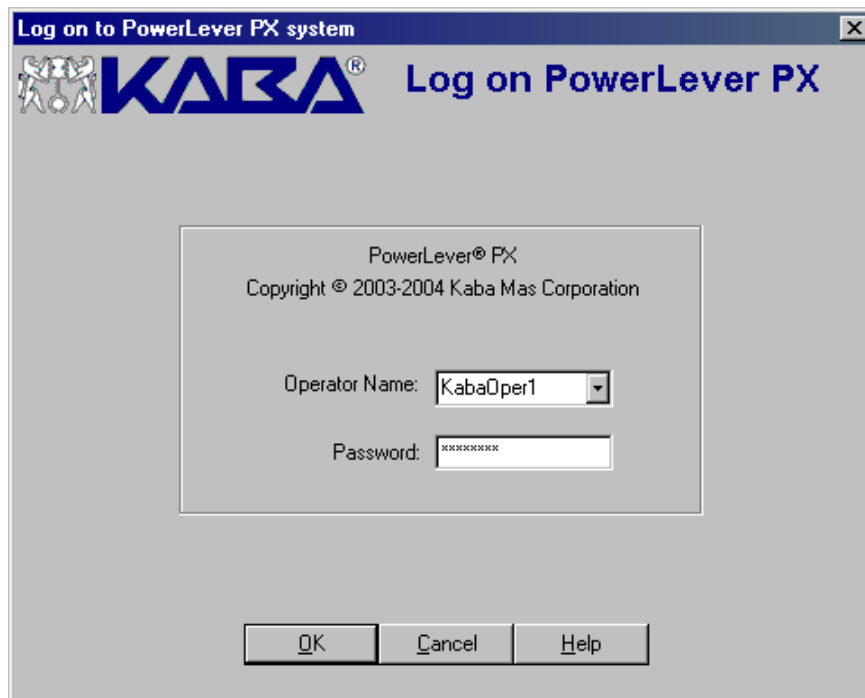 Log on to PowerLever PX system
KABA®
Log on PowerLever PX
PowerLever® PX
Copyright © 2003-2004 Kaba Mas Corporation
Operator Name: KabaOper1
Password: ********
OK Cancel Help